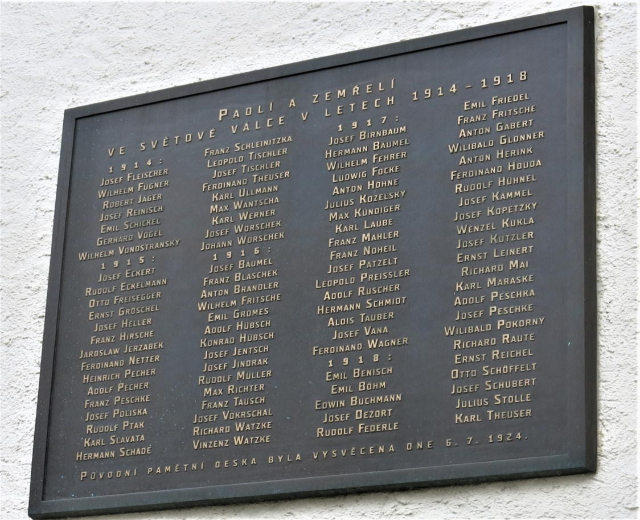 PADLI A ZEMŘELÍ
VE SVĚTOVÉ VÁLCE V LETECH 1914-1918
1914:
JOSEF FLEISCHER
WILHELM FUGNER
ROBERT JÄGER
JOSEF REINISCH
EMIL SCHICKEL
GERHARD VOGEL
WILHELM VONDSTRANSKY
1915:
JOSEF ECKERT
RUDOLF ECKELMANN
OTTO FREISEGGER
ERNST GRÖSCHEL
JOSEF HELLER
FRANZ HIRSCHE
JAROSLAW JERZABEK
FERDINAND NETTER
HEINRICH PECHER
ADOLF PECHER
FRANZ PESCHKE
JOSEF POLISKA
RUDOLF PTAK
KARL SLAVATA
HERMANN SCHADÉ
FRANZ SCHLEINITZKA
LEOPOLD TISCHLER
JOSEF TISCHLER
FERDINAND THEUSER
KARL ULLMANN
MAX WANTSCHA
KARL WERNER
JOSEF WORSCHEK
JOHANN WORSCHEK
1916:
JOSEF BÄUMEL
FRANZ BLASCHEK
ANTON BRANDLER
WILHELM FRITSCHE
EMIL GROMES
ADOLF HÜBSCH
KONRAD HÜBSCH
JOSEF JENTSCH
JOSEF JINDRAK
RUDOLF MÜLLER
MAX RICHTER
FRANZ TAUSCH
JOSEF VOKRSCHAL
RICHARD WATZKE
VINZENZ WATZKE
1917:
JOSEF BIRNBAUM
HERMANN BÄUMEL
WILHELM FEHRER
LUDWIG FOCKE
ANTON HÖHNE
JULIUS KOZELSKY
MAX KUNDIGER
KARL LAUBE
FRANZ MAHLER
FRANZ NOHEIL
JOSEF PATZELT
LEOPOLD PREISSLER
ADOLF RUSCHER
HERMANN SCHMIDT
ALOIS TAUBER
JOSEF VANA
FERDINAND WAGNER
1918:
EMIL BENISCH
EMIL BÖHM
EDWIN BUCHMANN
JOSEF DEZORT
RUDOLF FEDERLE
EMIL FRIEDEL
FRANZ FRITSCHE
ANTON GABERT
WILIBALD GLÖNNER
ANTON HERINK
FERDINAND HOUDA
RUDOLF HÜHNEL
JOSEF KAMMEL
JOSEF KOPETZKY
WENZEL KUKLA
JOSEF KUTZLER
ERNST LEINERT
RICHARD MAI
KARL MARASKE
ADOLF PESCHKA
JOSEF PESCHKE
WILIBALD POKORNY
RICHARD RAUTE
ERNST REICHEL
OTTO SCHÖFFELT
JOSEF SCHUBERT
JULIUS STOLLE
KARL THEUSER
PŮVODNÍ PAMĚTNÍ DESKA BYLA VYSVĚCENA DNE 6.7.1924.